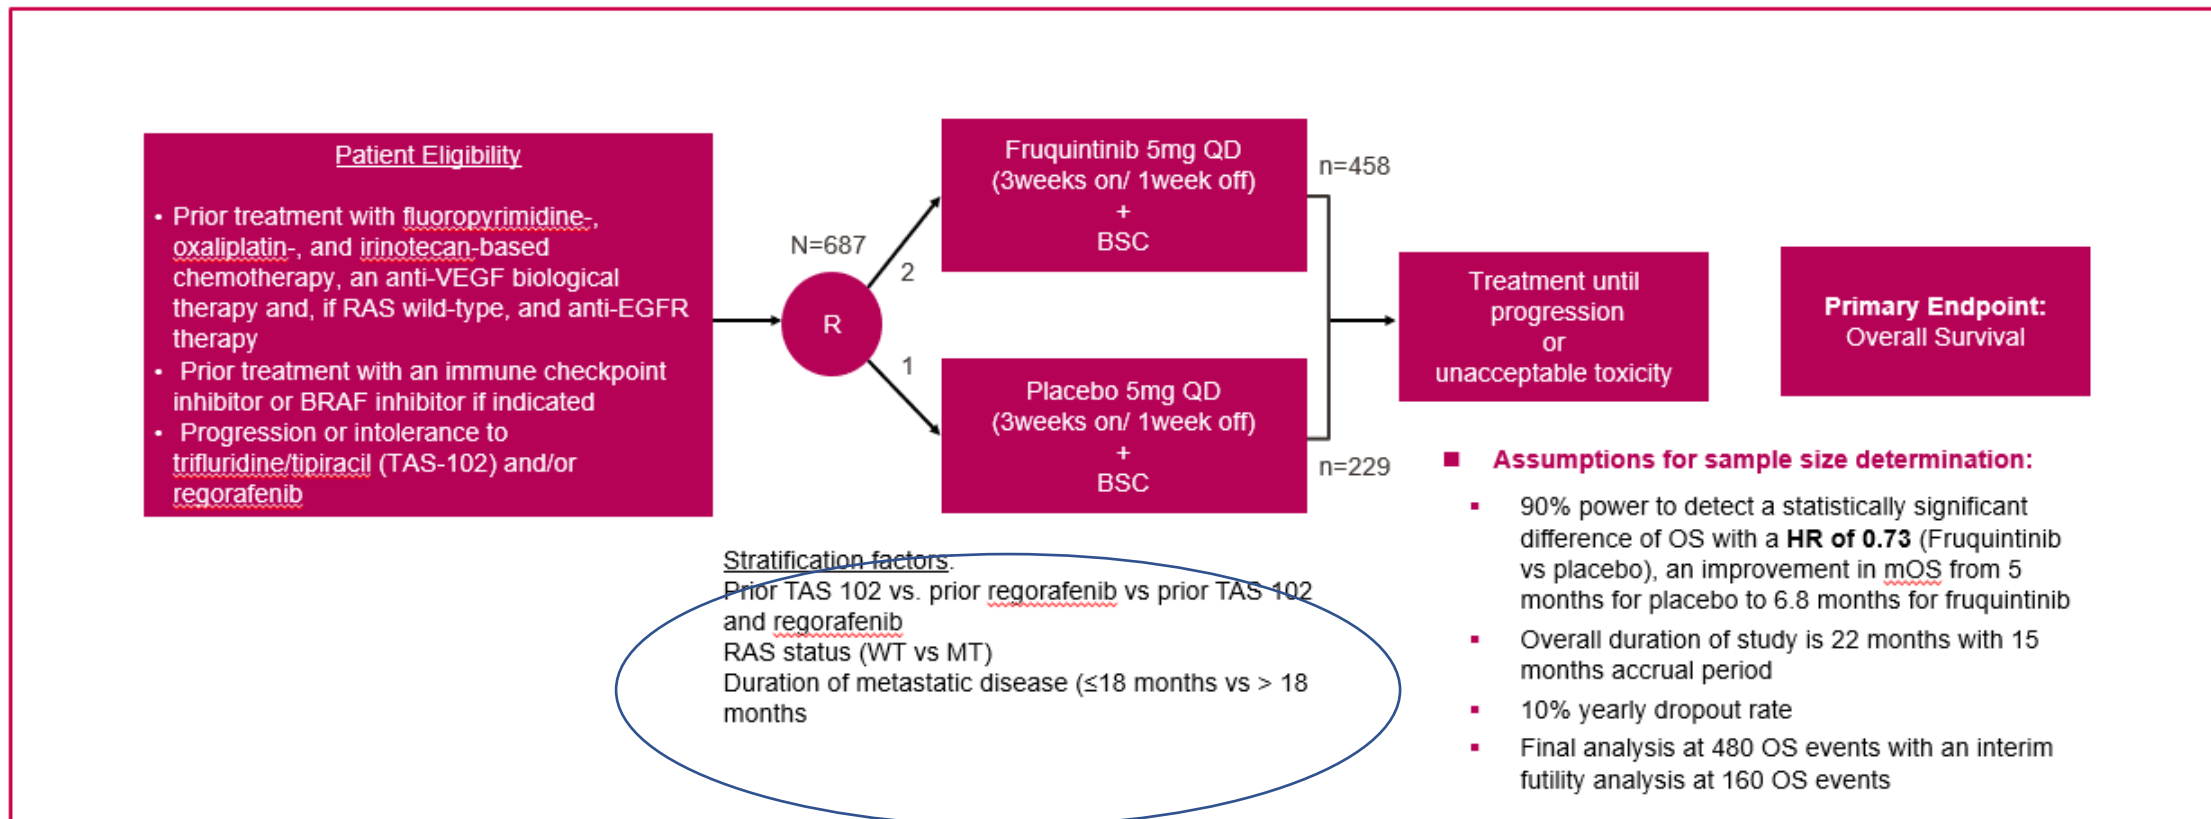 Patient Eligibility
• Prior treatment with fluoropyrimidine-,
oxaliplatin-, and irinotecan-based
chemotherapy, an anti-VEGF biological
therapy and, if RAS wild-type, and anti-EGFR
therapy
• Prior treatment with an immune checkpoint
inhibitor or BRAF inhibitor if indicated
• Progression or intolerance to
trifluridine/tipiracil (TAS-102) and/or
regorafenib
N=687
R
2
1
Fruquintinib 5mg QD
(3weeks on/ 1week off)
+
BSC
n=458
Placebo 5mg QD
(3weeks on/ 1week off)
+
BSC
n=229
Treatment until
progression
or
unacceptable toxicity
Primary Endpoint:
Overall Survival
Stratification factors:
Prior TAS 102 vs. prior regorafenib vs prior TAS 102
and regorafenib
RAS status (WT vs MT)
Duration of metastatic disease (≤18 months vs > 18
months
■ Assumptions for sample size determination:
▪ 90% power to detect a statistically significant
difference of OS with a HR of 0.73 (Fruquintinib
vs placebo), an improvement in mOS from 5
months for placebo to 6.8 months for fruquintinib
▪ Overall duration of study is 22 months with 15
months accrual period
▪ 10% yearly dropout rate
▪ Final analysis at 480 OS events with an interim
futility analysis at 160 OS events